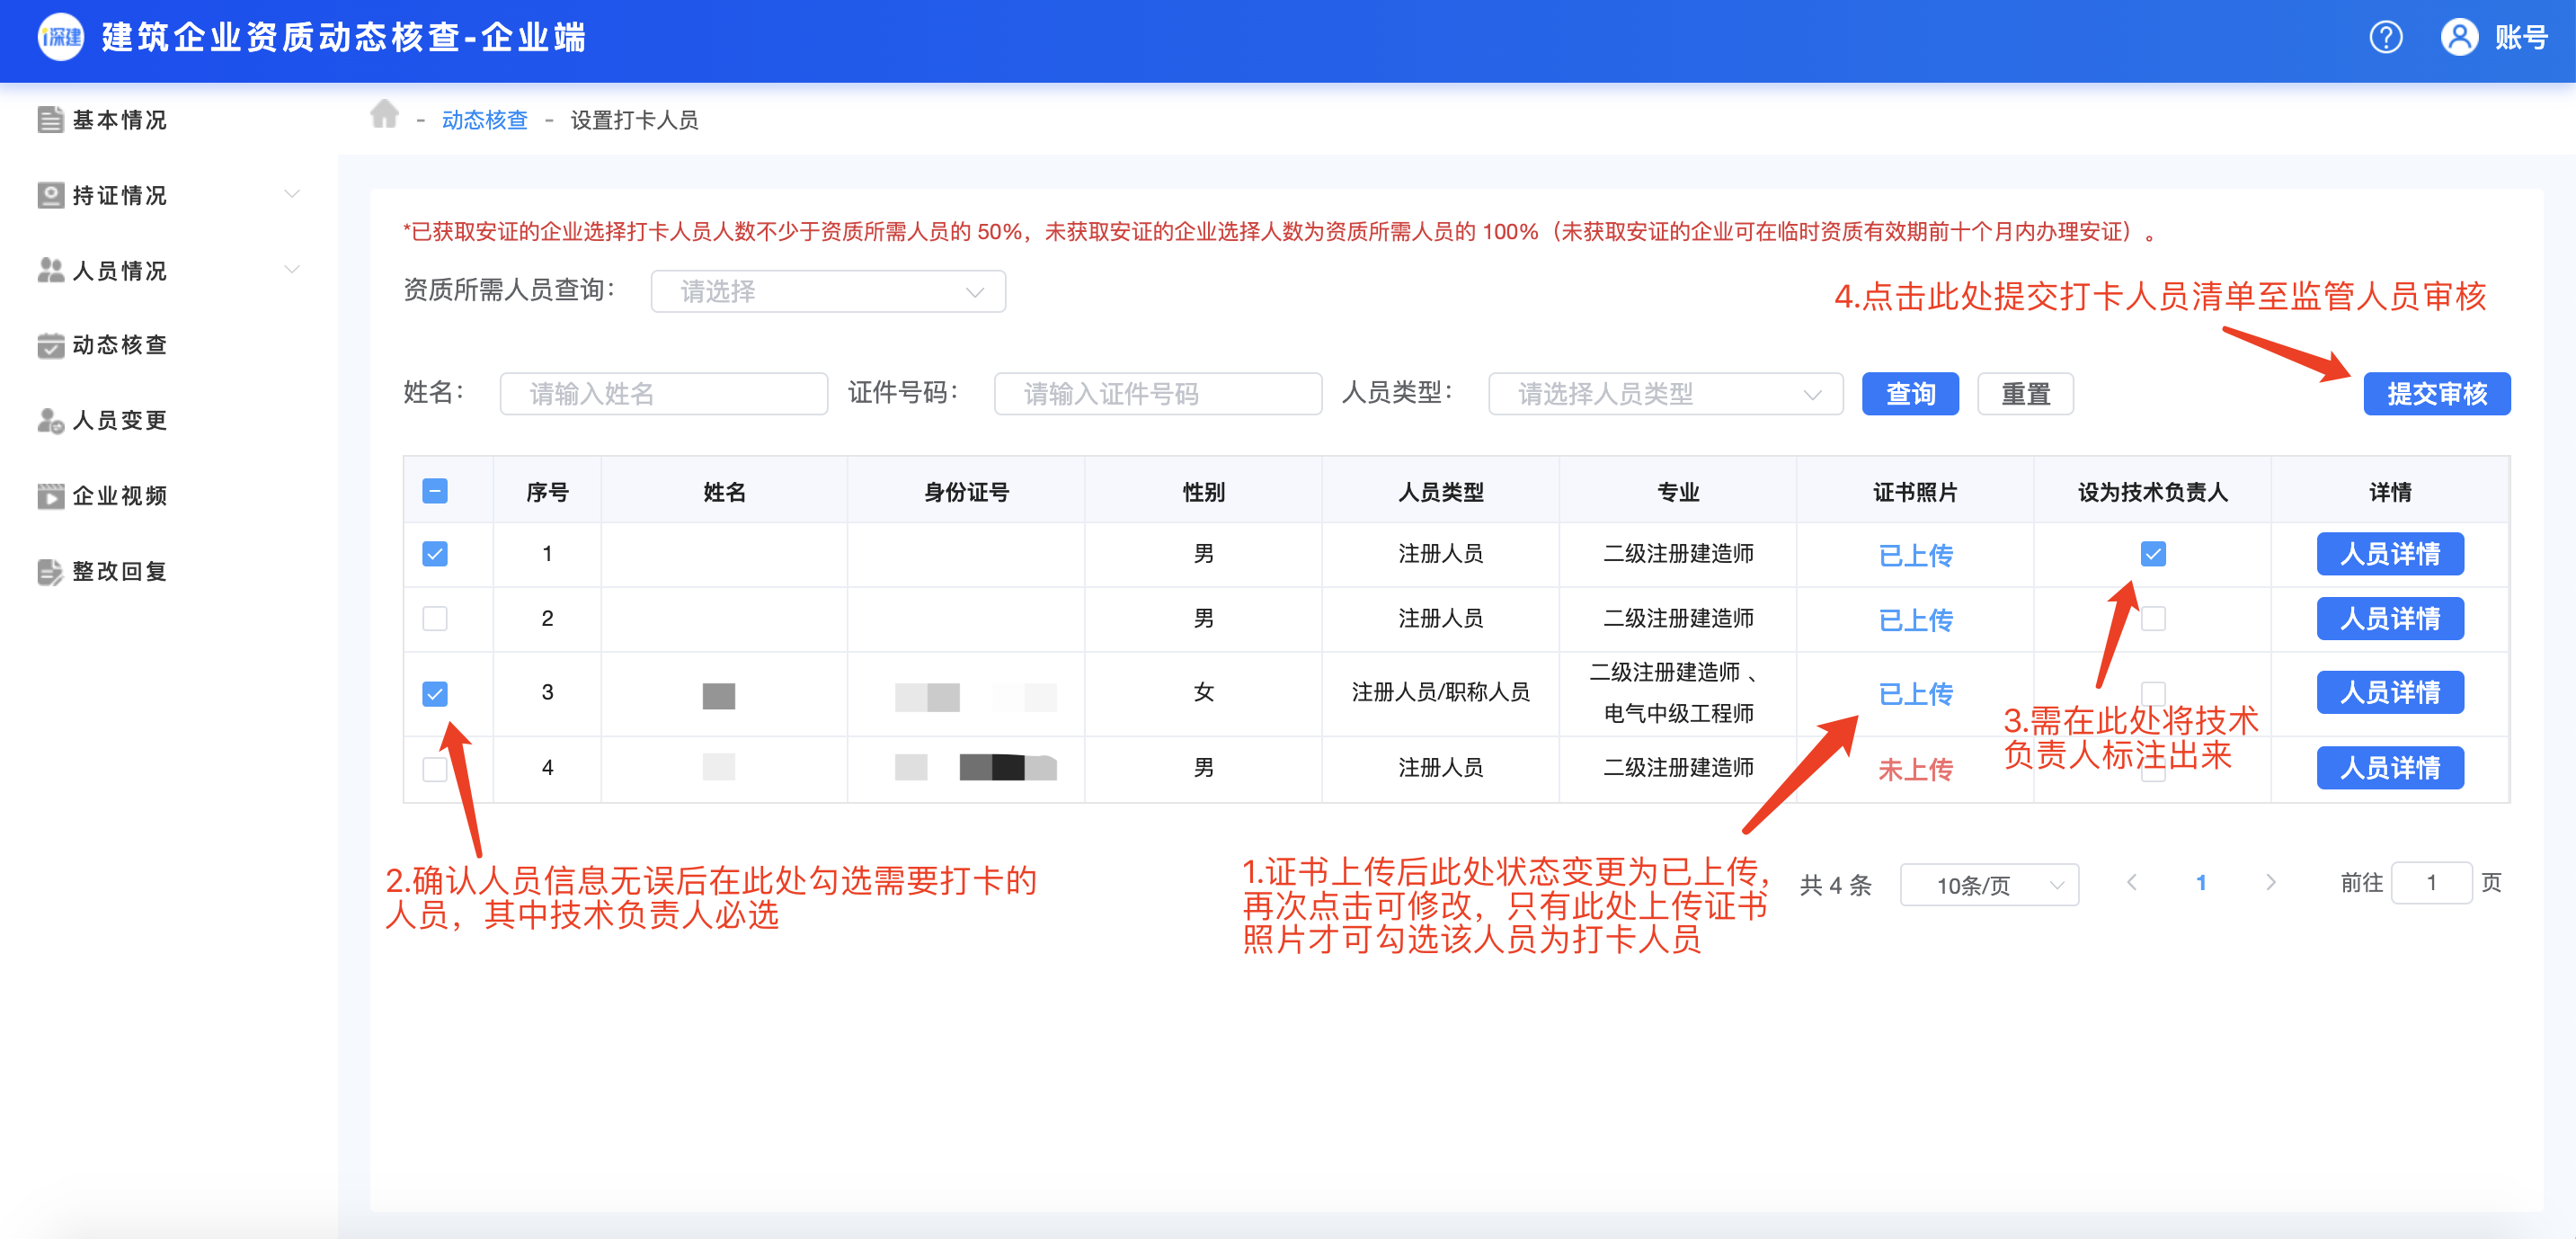 i深建 建筑企业资质动态核查-企业端
? 账号
基本情况
持证情况
人员情况
动态核查
人员变更
企业视频
整改回复
- 动态核查 - 设置打卡人员
*已获取安证的企业选择打卡人员人数不少于资质所需人员的 50%，未获取安证的企业选择人数为资质所需人员的 100%（未获取安证的企业可在临时资质有效期前十个月内办理安证）。
资质所需人员查询： 请选择
4.点击此处提交打卡人员清单至监管人员审核
姓名： 请输入姓名 证件号码： 请输入证件号码 人员类型： 请选择人员类型 查询 重置 提交审核
序号 姓名 身份证号 性别 人员类型 专业 证书照片 设为技术负责人 详情
1 男 注册人员 二级注册建造师 已上传 人员详情
2 男 注册人员 二级注册建造师 已上传 人员详情
3 女 注册人员/职称人员 二级注册建造师 、 已上传 人员详情
电气中级工程师
4 男 注册人员 二级注册建造师 未上传 人员详情
3.需在此处将技术
负责人标注出来
2.确认人员信息无误后在此处勾选需要打卡的
人员，其中技术负责人必选
1.证书上传后此处状态变更为已上传，
再次点击可修改，只有此处上传证书
照片才可勾选该人员为打卡人员
共 4 条 10条/页 1 前往 1 页